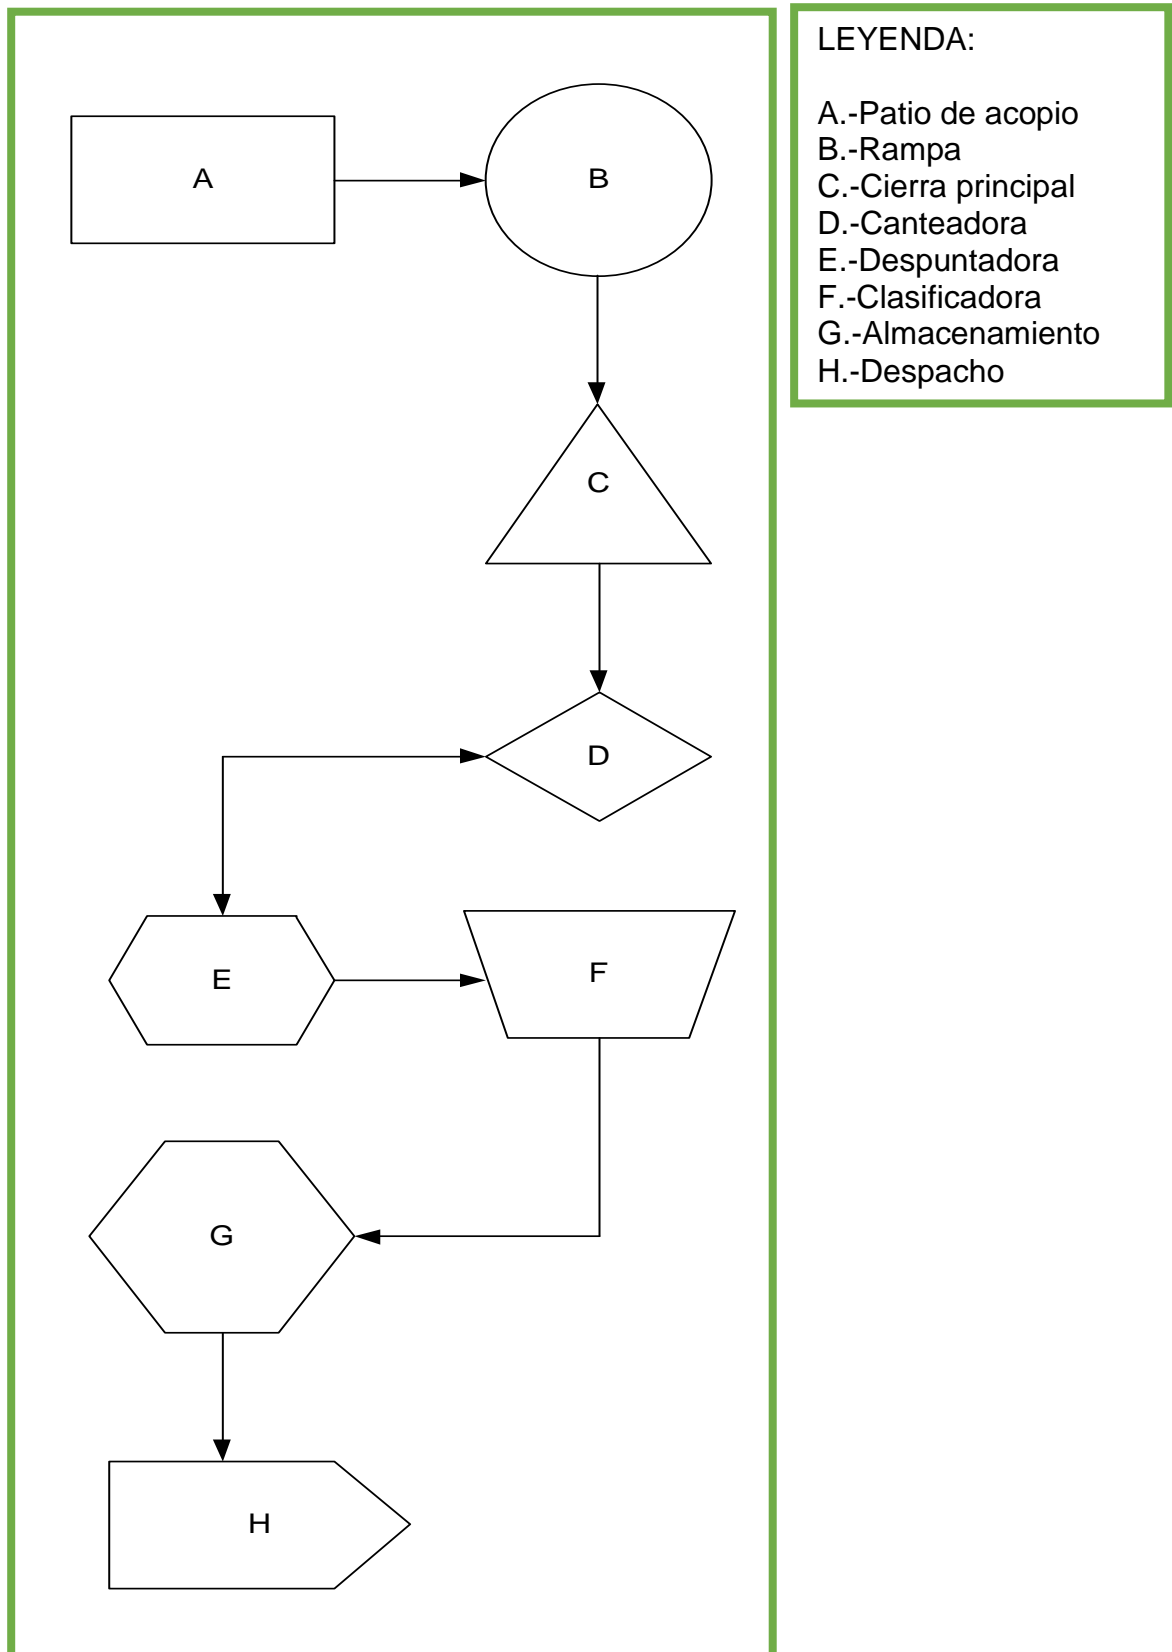 A
B
C
D
E
F
G
H
LEYENDA:
A.-Patio de acopio
B.-Rampa
C.-Cierra principal
D.-Canteadora
E.-Despuntadora
F.-Clasificadora
G.-Almacenamiento
H.-Despacho